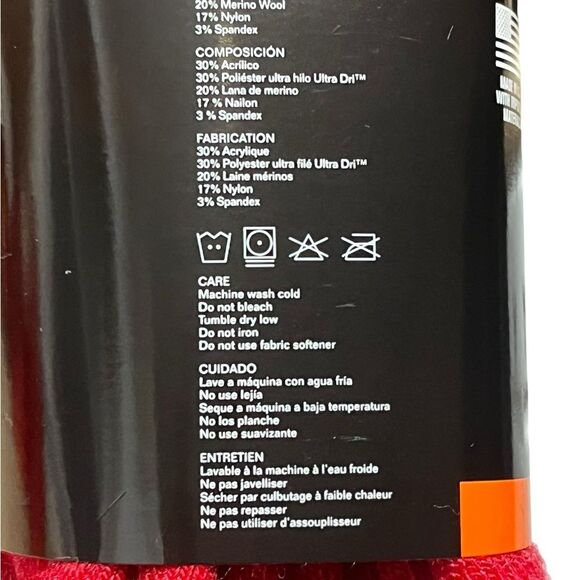 20% Merino Wool
17% Nylon
3% Spandex
COMPOSICIÓN
30% Acrílico
30% Poliéster ultra hilo Ultra Dri™
20% Lana de merino
17 % Nailon
3 % Spandex
FABRICATION
30% Acrylique
30% Polyester ultra filé Ultra Dri™
20% Laine mérinos
17% Nylon
3% Spandex
CARE
Machine wash cold
Do not bleach
Tumble dry low
Do not iron
Do not use fabric softener
CUIDADO
Lave a máquina con agua fría
No use lejía
Seque a máquina a baja temperatura
No los planche
No use suavizante
ENTRETIEN
Lavable à la machine à l'eau froide
Ne pas javelliser
Sécher par culbutage à faible chaleur
Ne pas repasser
Ne pas utiliser d'assouplisseur